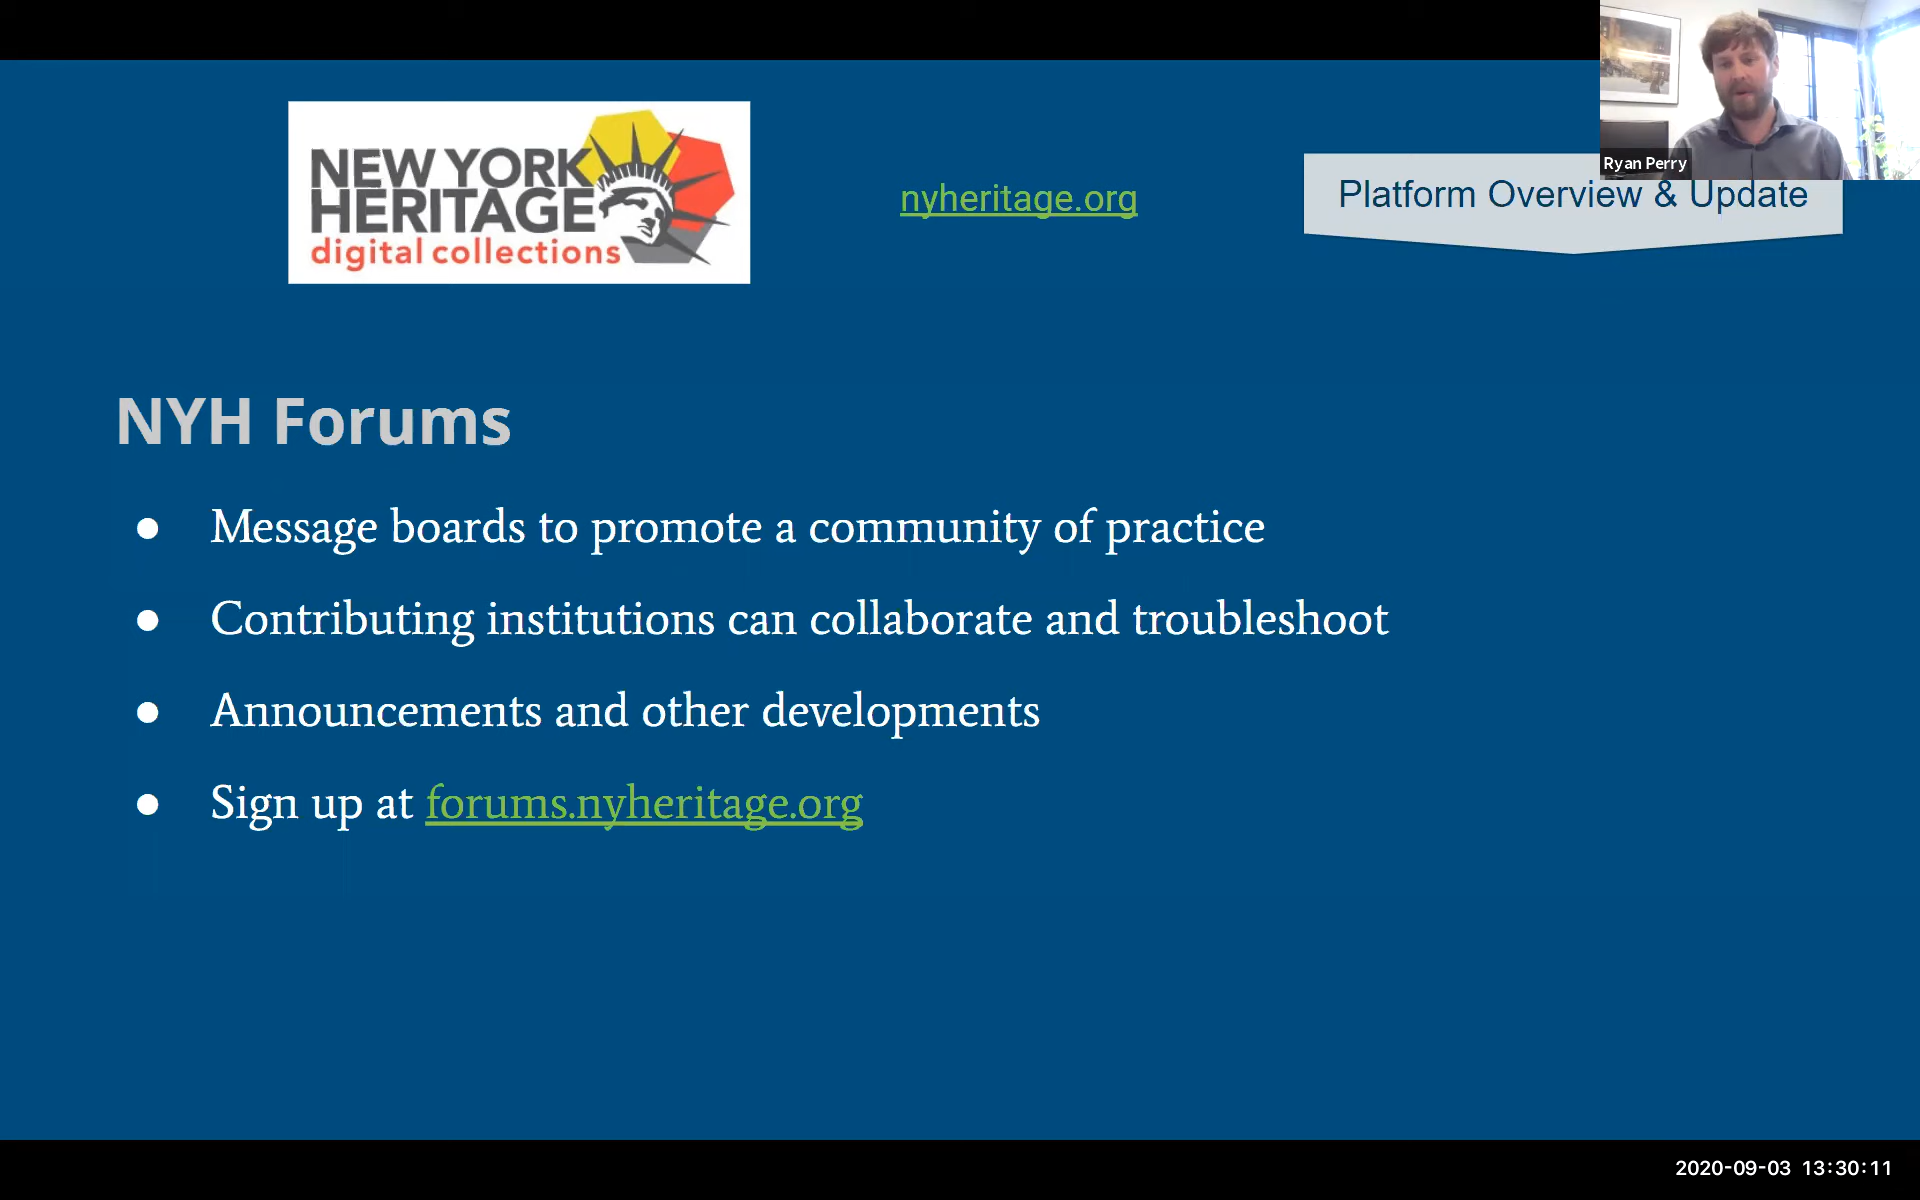 NEW YORK
HERITAGE
digital collections
nyheritage.org
Ryan Perry
Platform Overview & Update
NYH Forums
● Message boards to promote a community of practice
● Contributing institutions can collaborate and troubleshoot
● Announcements and other developments
● Sign up at forums.nyheritage.org
2020-09-03 13:30:11